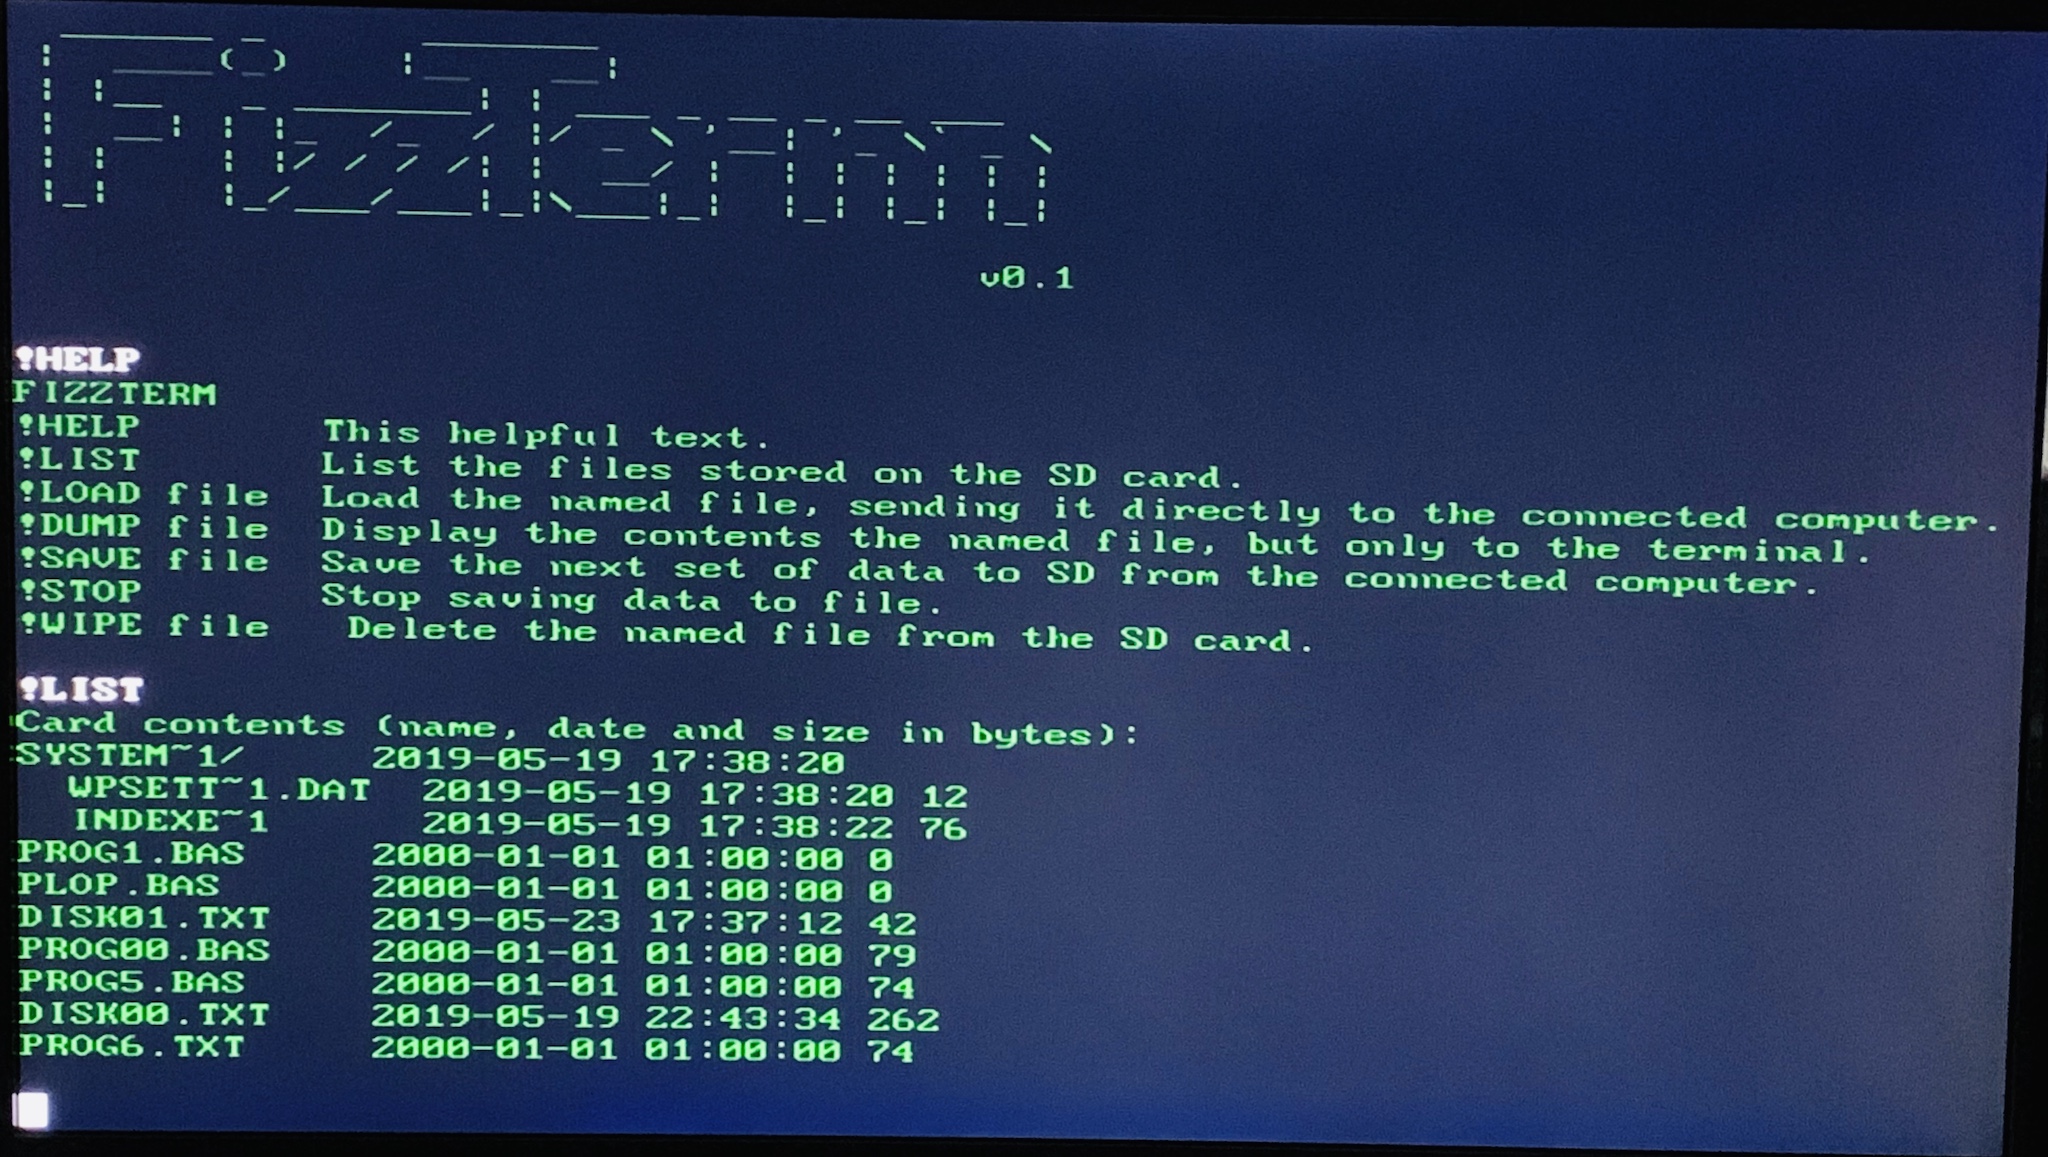 FizzTerm
v0.1
!HELP
FIZZTERM
!HELP This helpful text.
!LIST List the files stored on the SD card.
!LOAD file Load the named file, sending it directly to the connected computer.
!DUMP file Display the contents the named file, but only to the terminal.
!SAVE file Save the next set of data to SD from the connected computer.
!STOP Stop saving data to file.
!WIPE file Delete the named file from the SD card.
!LIST
Card contents (name, date and size in bytes):
SYSTEM~1/ 2019-05-19 17:38:20
WPSETT~1.DAT 2019-05-19 17:38:20 12
INDEXE~1 2019-05-19 17:38:22 76
PROG1.BAS 2000-01-01 01:00:00 0
PLOP.BAS 2000-01-01 01:00:00 0
DISK01.TXT 2019-05-23 17:37:12 42
PROG00.BAS 2000-01-01 01:00:00 79
PROG5.BAS 2000-01-01 01:00:00 74
DISK00.TXT 2019-05-19 22:43:34 262
PROG6.TXT 2000-01-01 01:00:00 74